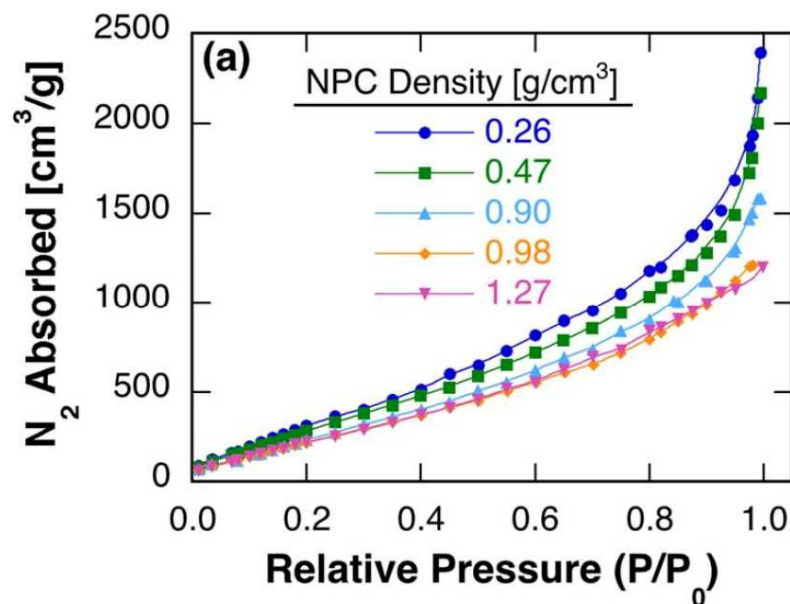 (a)
NPC Density [g/cm³]
0.26
0.47
0.90
0.98
1.27
N₂ Absorbed [cm³/g]
2500
2000
1500
1000
500
0
0.0 0.2 0.4 0.6 0.8 1.0
Relative Pressure (P/P₀)